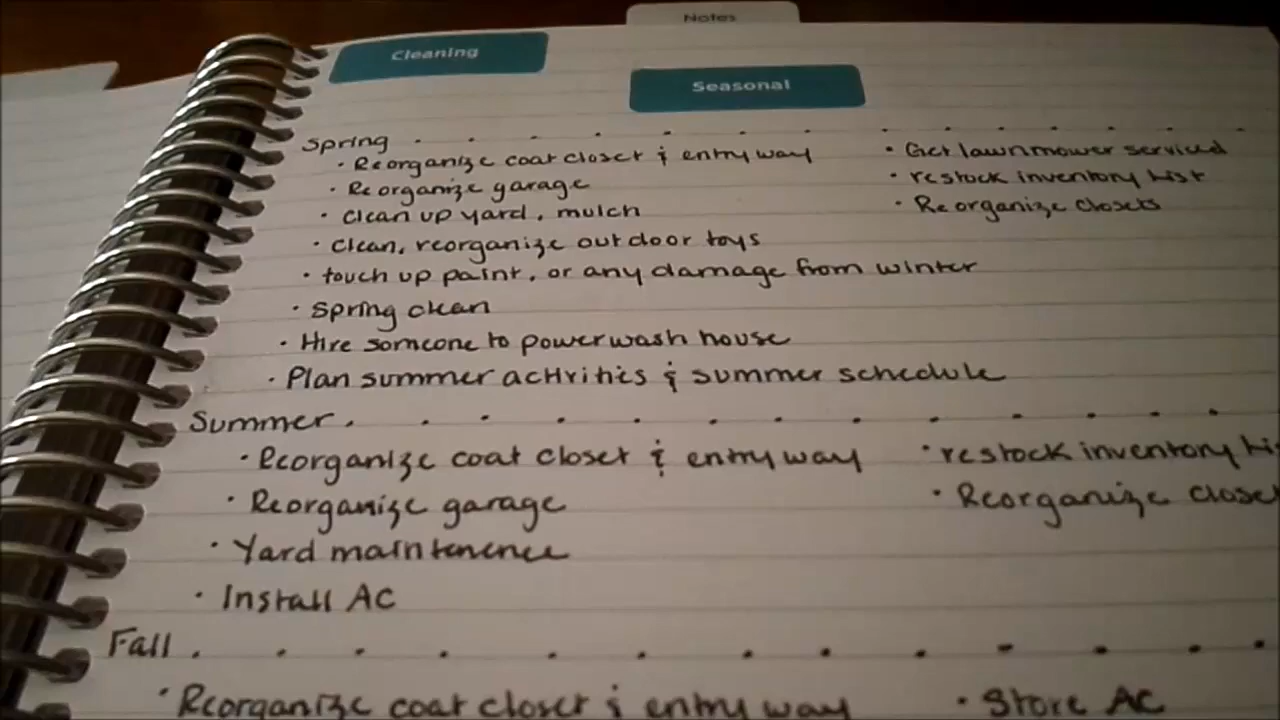 Notes
Cleaning
Seasonal
Spring
• Reorganize coat closet & entry way
• Reorganize garage
• Clean up yard, mulch
• Clean, reorganize outdoor toys
• touch up paint, or any damage from winter
• Spring clean
• Hire someone to powerwash house
• Plan summer activities & summer schedule
• Get lawnmower serviced
• restock inventory list
• Reorganize closets
Summer
• Reorganize coat closet & entry way
• Reorganize garage
• Yard maintenence
• Install AC
• restock inventory li
• Reorganize close
Fall
• Reorganize coat closet & entry way
• Store AC